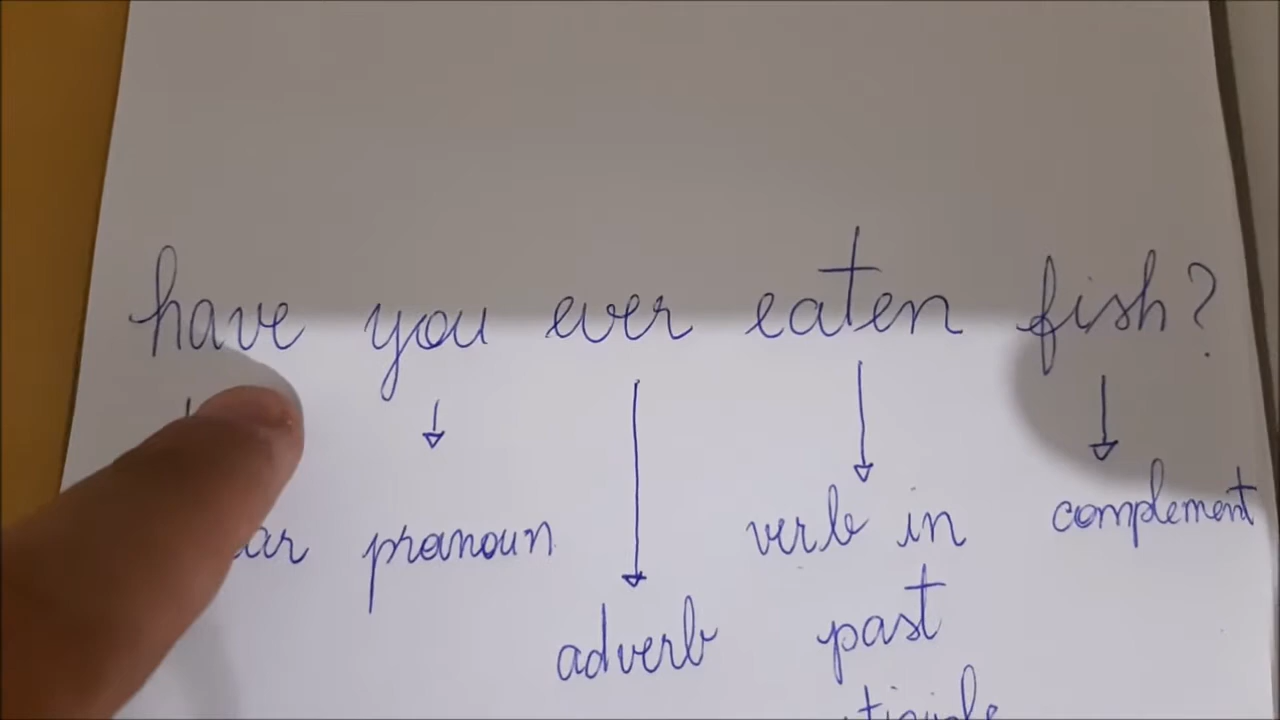 have you ever eaten fish?
pronoun
adverb
verb in
past
complement